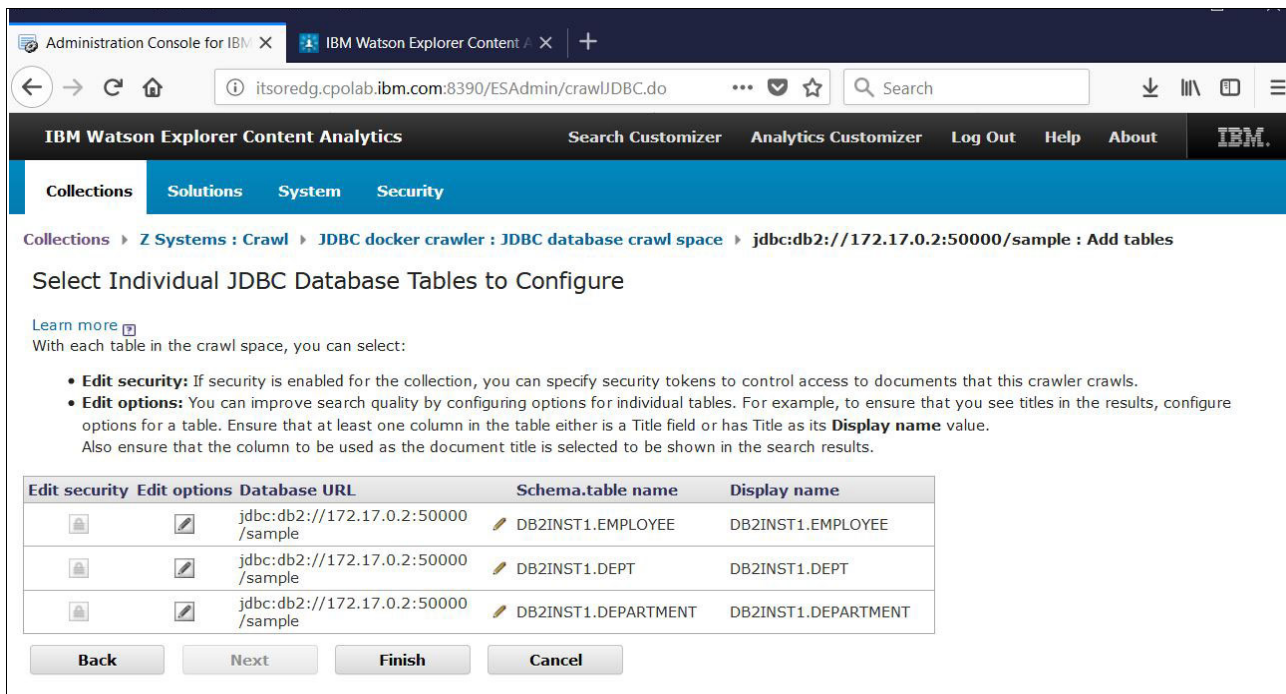 Administration Console for IBM
IBM Watson Explorer Content A
itsoredg.cpolab.ibm.com:8390/ESAdmin/crawlJDBC.do
Search
IBM Watson Explorer Content Analytics
Search Customizer Analytics Customizer Log Out Help About IBM.
Collections Solutions System Security
Collections Z Systems : Crawl JDBC docker crawler : JDBC database crawl space jdbc:db2://172.17.0.2:50000/sample : Add tables
Select Individual JDBC Database Tables to Configure
Learn more ?
With each table in the crawl space, you can select:
• Edit security: If security is enabled for the collection, you can specify security tokens to control access to documents that this crawler crawls.
• Edit options: You can improve search quality by configuring options for individual tables. For example, to ensure that you see titles in the results, configure
options for a table. Ensure that at least one column in the table either is a Title field or has Title as its Display name value.
Also ensure that the column to be used as the document title is selected to be shown in the search results.
Edit security Edit options Database URL Schema.table name Display name
jdbc:db2://172.17.0.2:50000
/sample
DB2INST1.EMPLOYEE DB2INST1.EMPLOYEE
jdbc:db2://172.17.0.2:50000
/sample
DB2INST1.DEPT DB2INST1.DEPT
jdbc:db2://172.17.0.2:50000
/sample
DB2INST1.DEPARTMENT DB2INST1.DEPARTMENT
Back Next Finish Cancel